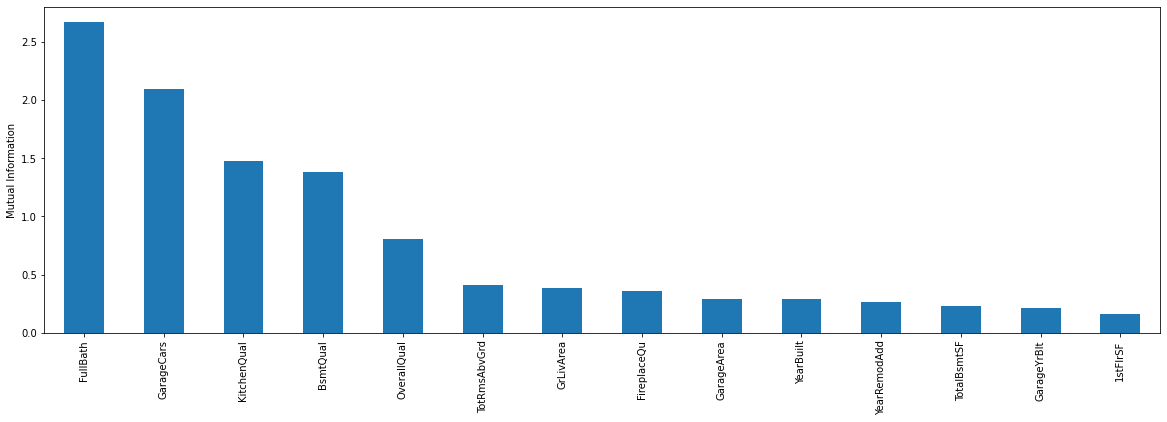 2.5
2.0
1.5
1.0
0.5
0.0
Mutual Information
FullBath
GarageCars
KitchenQual
BsmtQual
OverallQual
TotRmsAbvGrd
GrLivArea
FireplaceQu
GarageArea
YearBuilt
YearRemodAdd
TotalBsmtSF
GarageYrBlt
1stFlrSF